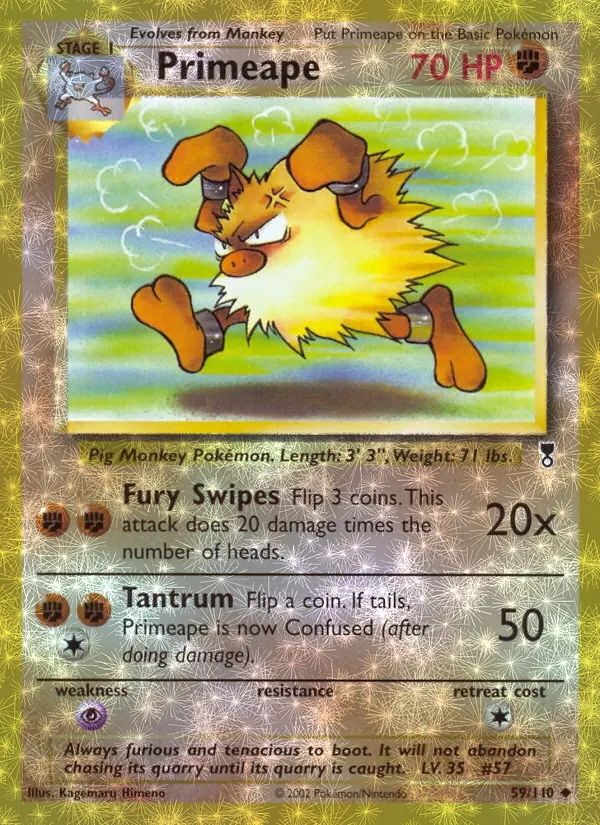 Evolves from Mankey Put Primeape on the Basic Pokémon
STAGE 1
Primeape 70 HP
Pig Monkey Pokémon. Length: 3' 3", Weight: 71 lbs.
Fury Swipes Flip 3 coins. This
attack does 20 damage times the
number of heads.
20x
Tantrum Flip a coin. If tails,
Primeape is now Confused (after
doing damage).
50
weakness resistance retreat cost
Always furious and tenacious to boot. It will not abandon
chasing its quarry until its quarry is caught. LV. 35 #57
Illus. Kagemaru Himeno © 2002 Pokémon/Nintendo 59/110